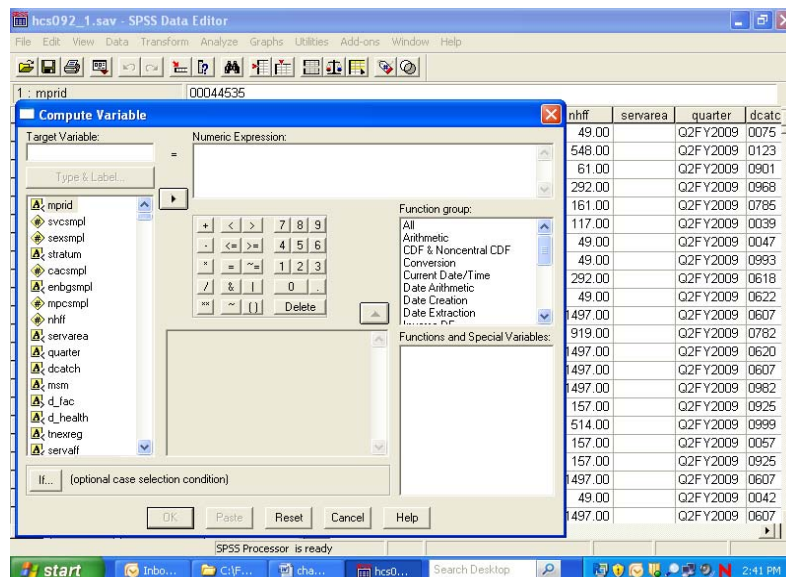 hcs092_1.sav - SPSS Data Editor
File Edit View Data Transform Analyze Graphs Utilities Add-ons Window Help
1 : mprid 00044535
Compute Variable
Target Variable:
=
Numeric Expression:
Type & Label...
mprid
svcsmpl
sexsmpl
stratum
cacsmpl
enbgsmpl
mpcsmpl
nhff
servarea
quarter
dcatch
msm
d_fac
d_health
tnexreg
servaff
+ < > 7 8 9
- <= >= 4 5 6
* = ~= 1 2 3
/ & | 0 .
** ~ () Delete
Function group:
All
Arithmetic
CDF & Noncentral CDF
Conversion
Current Date/Time
Date Arithmetic
Date Creation
Date Extraction
Functions and Special Variables:
If... (optional case selection condition)
OK Paste Reset Cancel Help
nhff servarea quarter dcatc
49.00 Q2FY2009 0075
548.00 Q2FY2009 0123
61.00 Q2FY2009 0901
292.00 Q2FY2009 0968
161.00 Q2FY2009 0785
117.00 Q2FY2009 0039
49.00 Q2FY2009 0047
49.00 Q2FY2009 0993
292.00 Q2FY2009 0618
49.00 Q2FY2009 0622
1497.00 Q2FY2009 0607
919.00 Q2FY2009 0782
1497.00 Q2FY2009 0620
1497.00 Q2FY2009 0607
1497.00 Q2FY2009 0982
157.00 Q2FY2009 0925
514.00 Q2FY2009 0999
157.00 Q2FY2009 0057
157.00 Q2FY2009 0925
1497.00 Q2FY2009 0607
49.00 Q2FY2009 0042
1497.00 Q2FY2009 0607
SPSS Processor is ready
start Inbo... C:\F... cha... hcs0... Search Desktop 2:41 PM